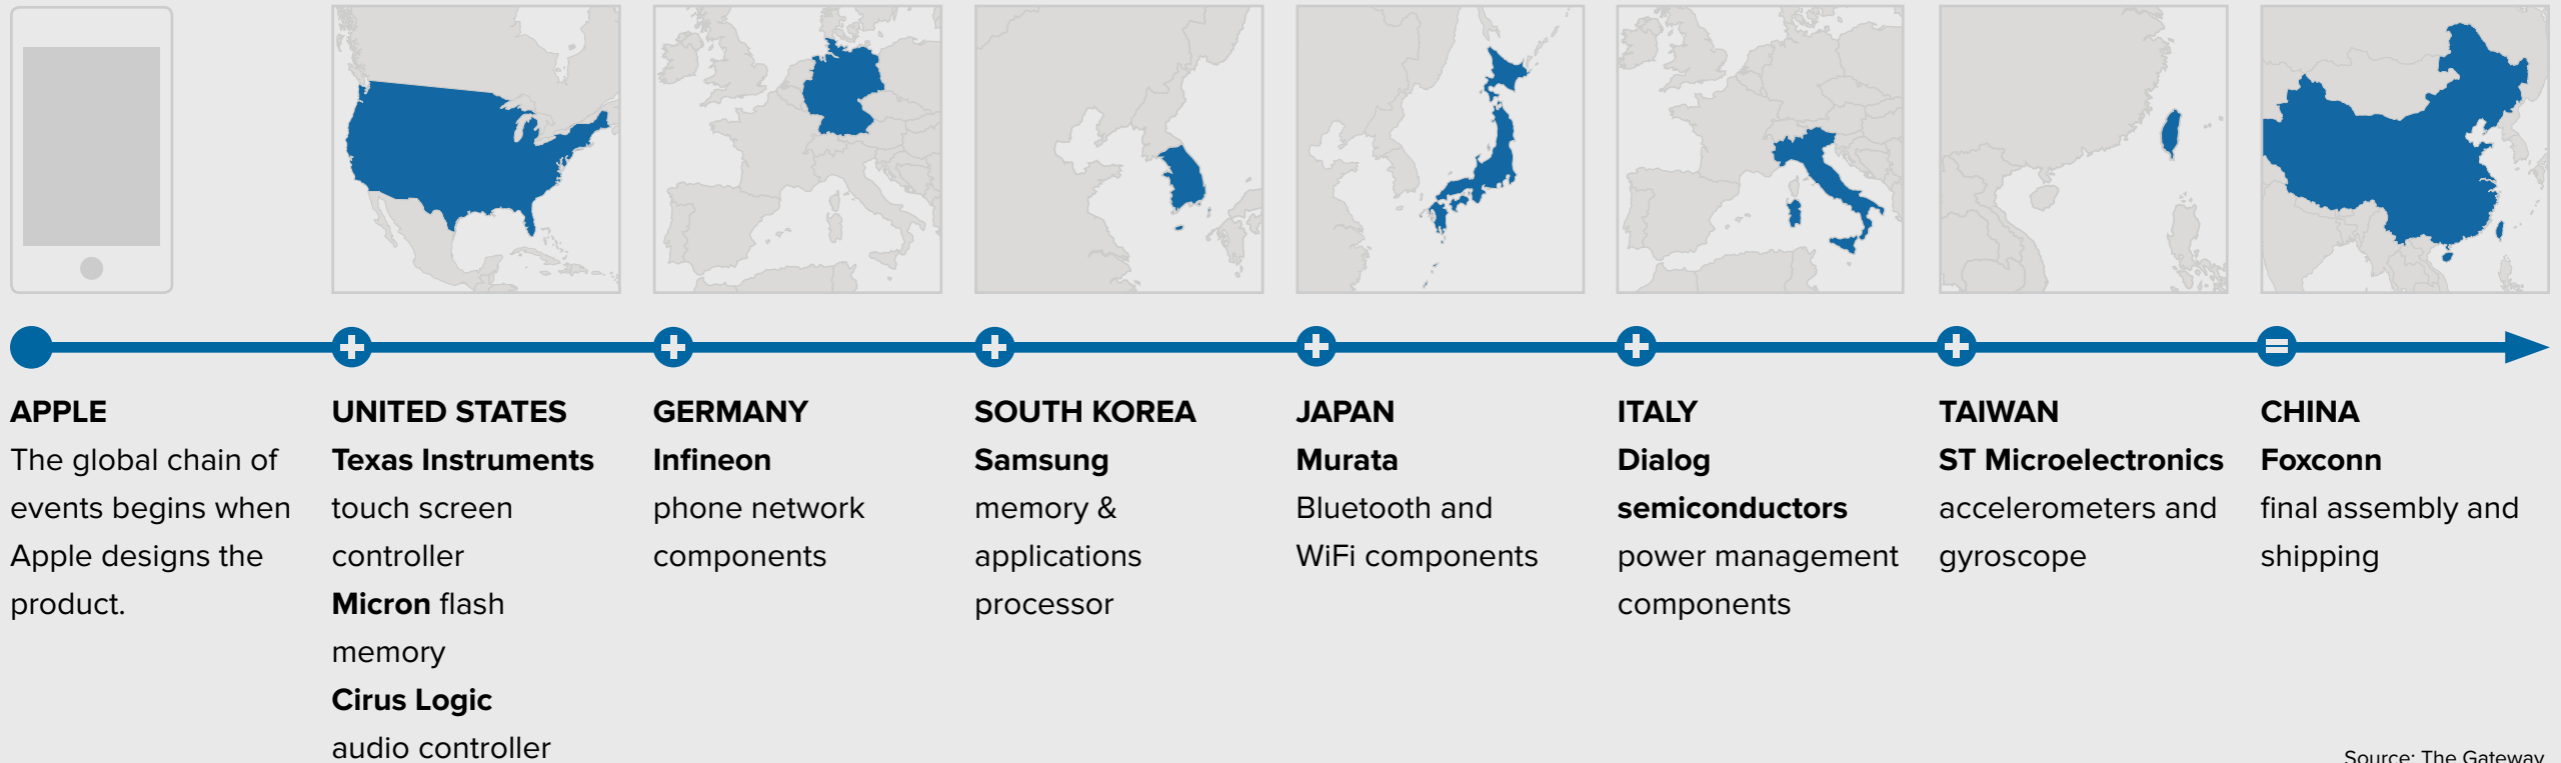 APPLE
The global chain of
events begins when
Apple designs the
product.
UNITED STATES
Texas Instruments
touch screen
controller
Micron flash
memory
Cirus Logic
audio controller
GERMANY
Infineon
phone network
components
SOUTH KOREA
Samsung
memory &
applications
processor
JAPAN
Murata
Bluetooth and
WiFi components
ITALY
Dialog
semiconductors
power management
components
TAIWAN
ST Microelectronics
accelerometers and
gyroscope
CHINA
Foxconn
final assembly and
shipping
Source: The Gateway